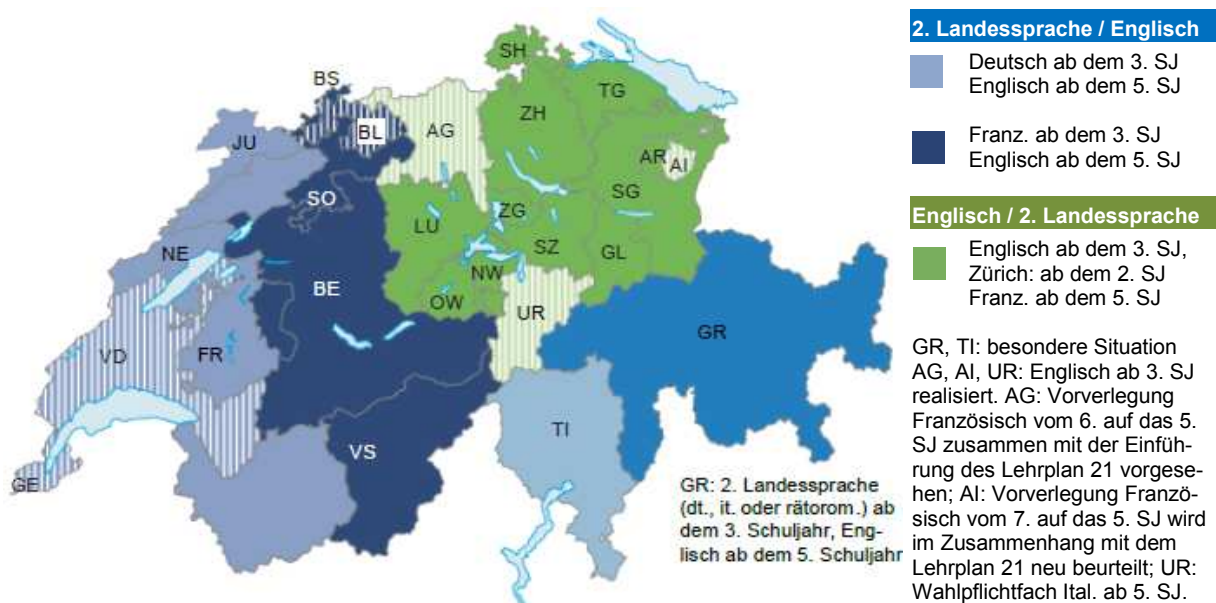 SH
BS
TG
ZH
BL
AG
JU
AR
AI
SO
SG
ZG
LU
SZ
GL
NE
NW
BE
OW
UR
GR
VD
FR
TI
VS
GE
GR: 2. Landessprache
(dt., it. oder rätorom.) ab
dem 3. Schuljahr, Eng-
lisch ab dem 5. Schuljahr
2. Landessprache / Englisch
Deutsch ab dem 3. SJ
Englisch ab dem 5. SJ
Franz. ab dem 3. SJ
Englisch ab dem 5. SJ
Englisch / 2. Landessprache
Englisch ab dem 3. SJ,
Zürich: ab dem 2. SJ
Franz. ab dem 5. SJ
GR, TI: besondere Situation
AG, AI, UR: Englisch ab 3. SJ
realisiert. AG: Vorverlegung
Französisch vom 6. auf das 5.
SJ zusammen mit der Einfüh-
rung des Lehrplan 21 vorgese-
hen; AI: Vorverlegung Franzö-
sisch vom 7. auf das 5. SJ wird
im Zusammenhang mit dem
Lehrplan 21 neu beurteilt; UR:
Wahlpflichtfach Ital. ab 5. SJ.